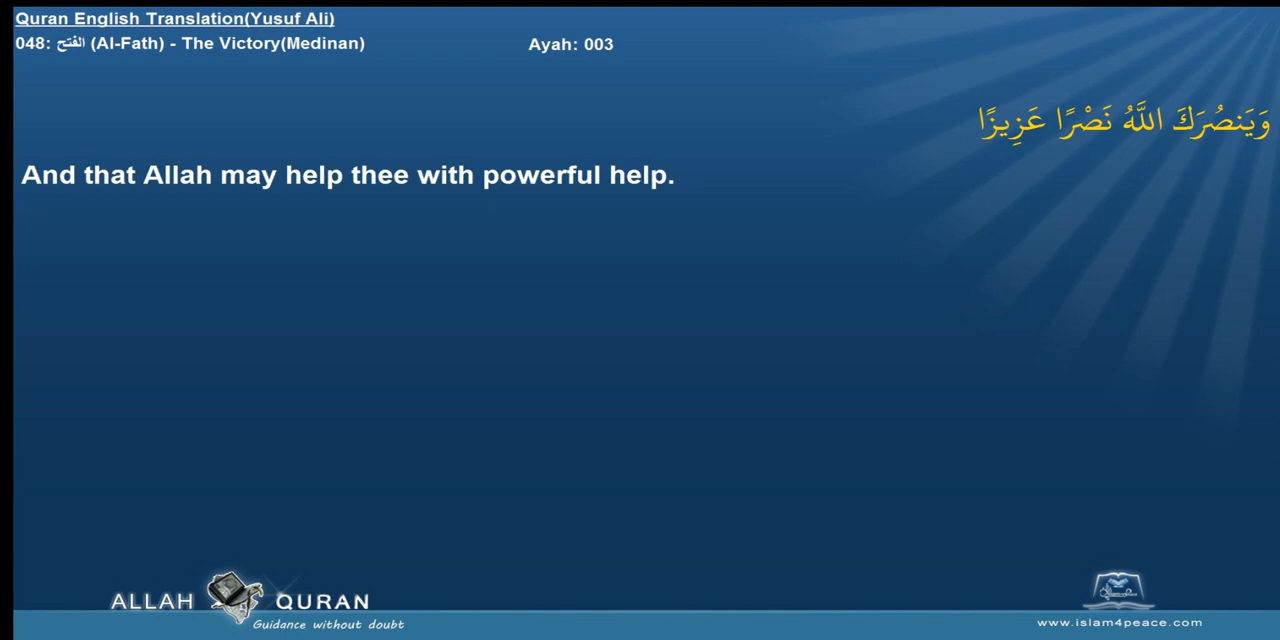 Quran English Translation(Yusuf Ali)
048: الفتح (Al-Fath) - The Victory(Medinan)
Ayah: 003
وَيَنصُرَكَ اللَّهُ نَصْرًا عَزِيزًا
And that Allah may help thee with powerful help.
ALLAH QURAN
Guidance without doubt
www.islam4peace.com